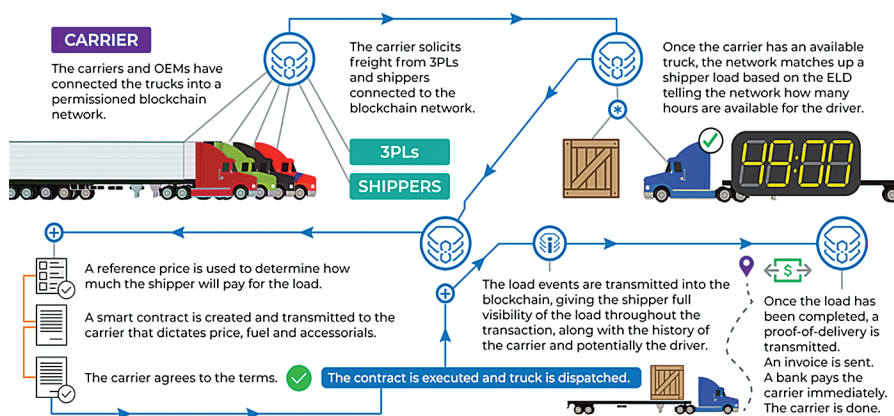 CARRIER
The carriers and OEMs have
connected the trucks into a
permissioned blockchain
network.
The carrier solicits
freight from 3PLs
and shippers
connected to the
blockchain network.
3PLs
SHIPPERS
Once the carrier has an available
truck, the network matches up a
shipper load based on the ELD
telling the network how many
hours are available for the driver.
49:00
A reference price is used to determine how
much the shipper will pay for the load.
A smart contract is created and transmitted to the
carrier that dictates price, fuel and accessorials.
The carrier agrees to the terms.
The contract is executed and truck is dispatched.
The load events are transmitted into the
blockchain, giving the shipper full
visibility of the load throughout the
transaction, along with the history of
the carrier and potentially the driver.
$
Once the load has
been completed, a
proof-of-delivery is
transmitted.
An invoice is sent.
A bank pays the
carrier immediately.
The carrier is done.